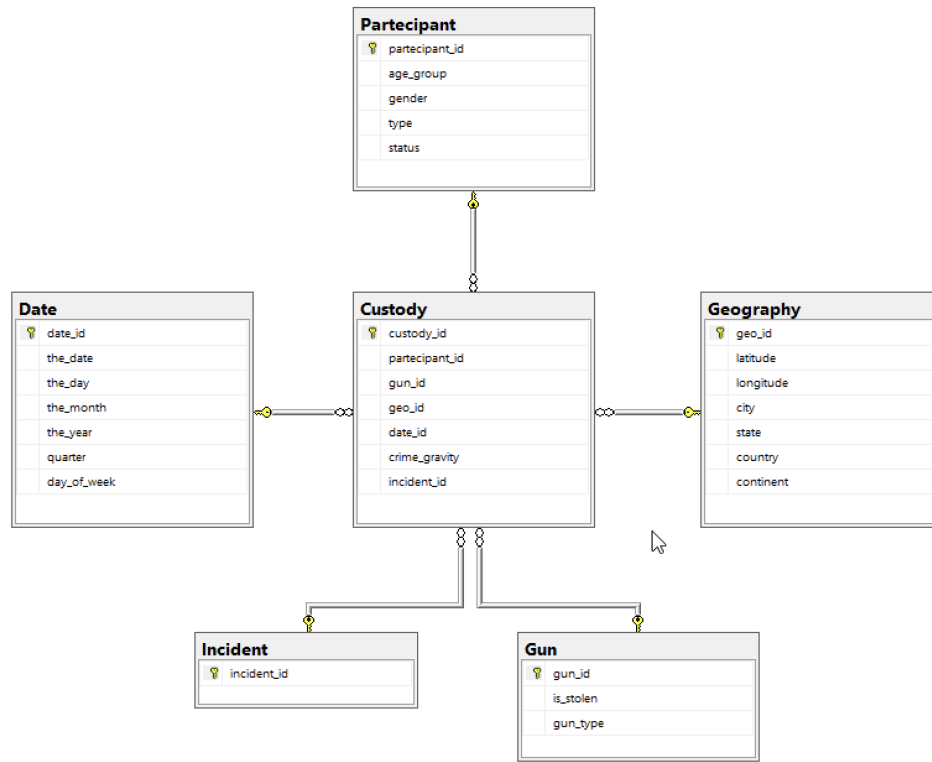 Partecipant
partecipant_id
age_group
gender
type
status
Date
date_id
the_date
the_day
the_month
the_year
quarter
day_of_week
Custody
custody_id
partecipant_id
gun_id
geo_id
date_id
crime_gravity
incident_id
Geography
geo_id
latitude
longitude
city
state
country
continent
Incident
incident_id
Gun
gun_id
is_stolen
gun_type